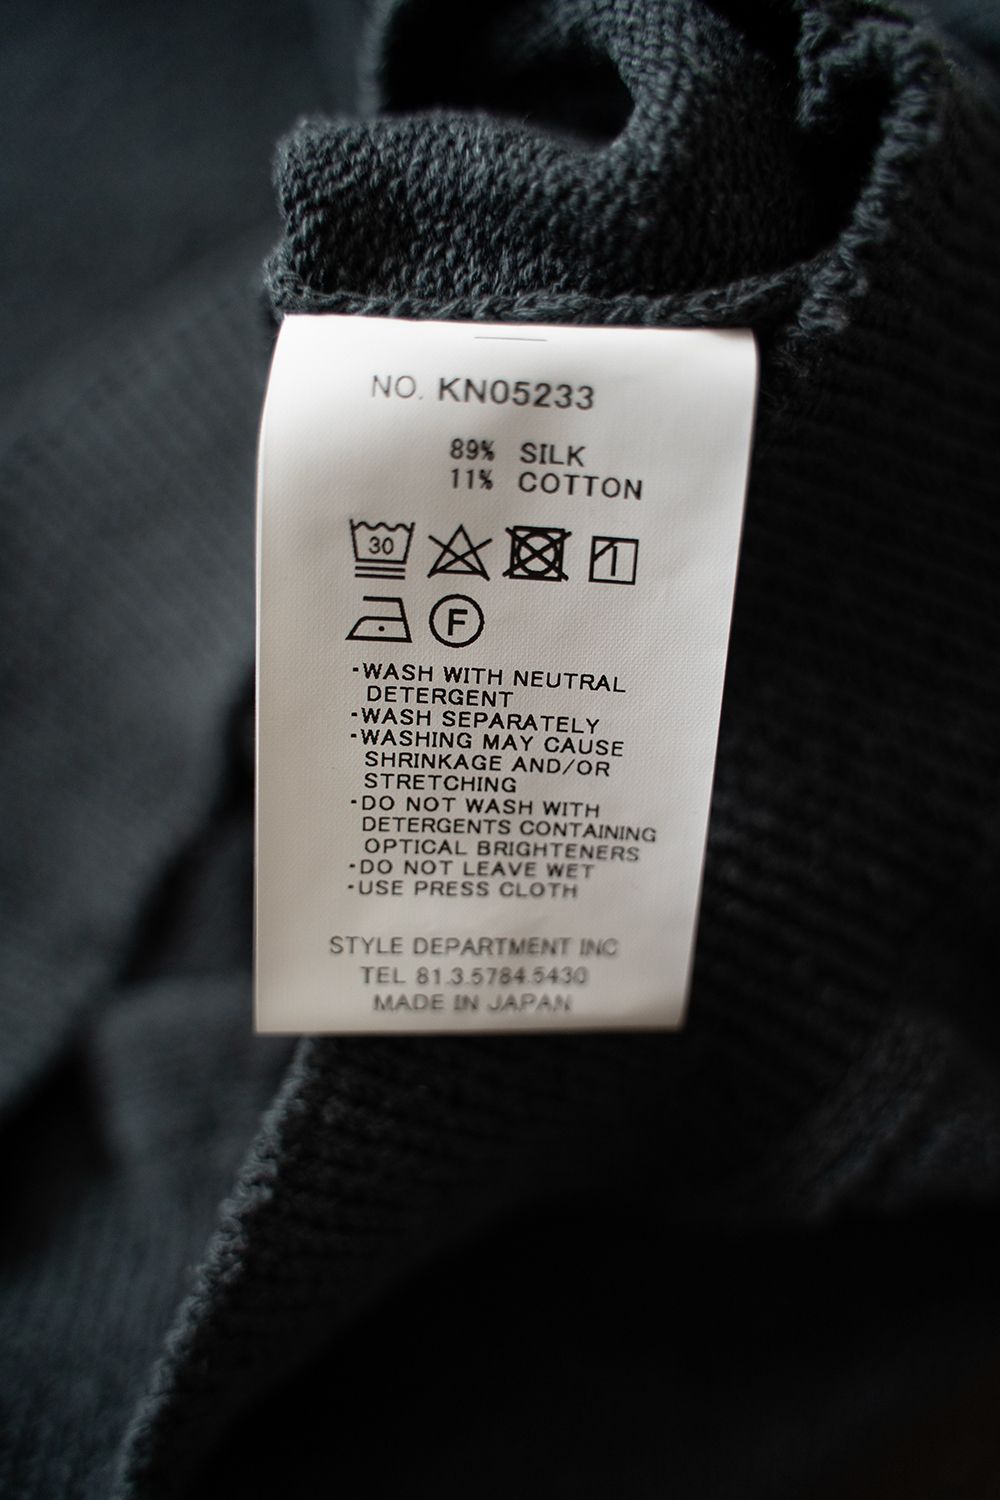 NO. KN05233
89% SILK
11% COTTON
30
F
-WASH WITH NEUTRAL
DETERGENT
-WASH SEPARATELY
-WASHING MAY CAUSE
SHRINKAGE AND/OR
STRETCHING
-DO NOT WASH WITH
DETERGENTS CONTAINING
OPTICAL BRIGHTENERS
-DO NOT LEAVE WET
-USE PRESS CLOTH
STYLE DEPARTMENT INC
TEL 81.3.5784.5430
MADE IN JAPAN